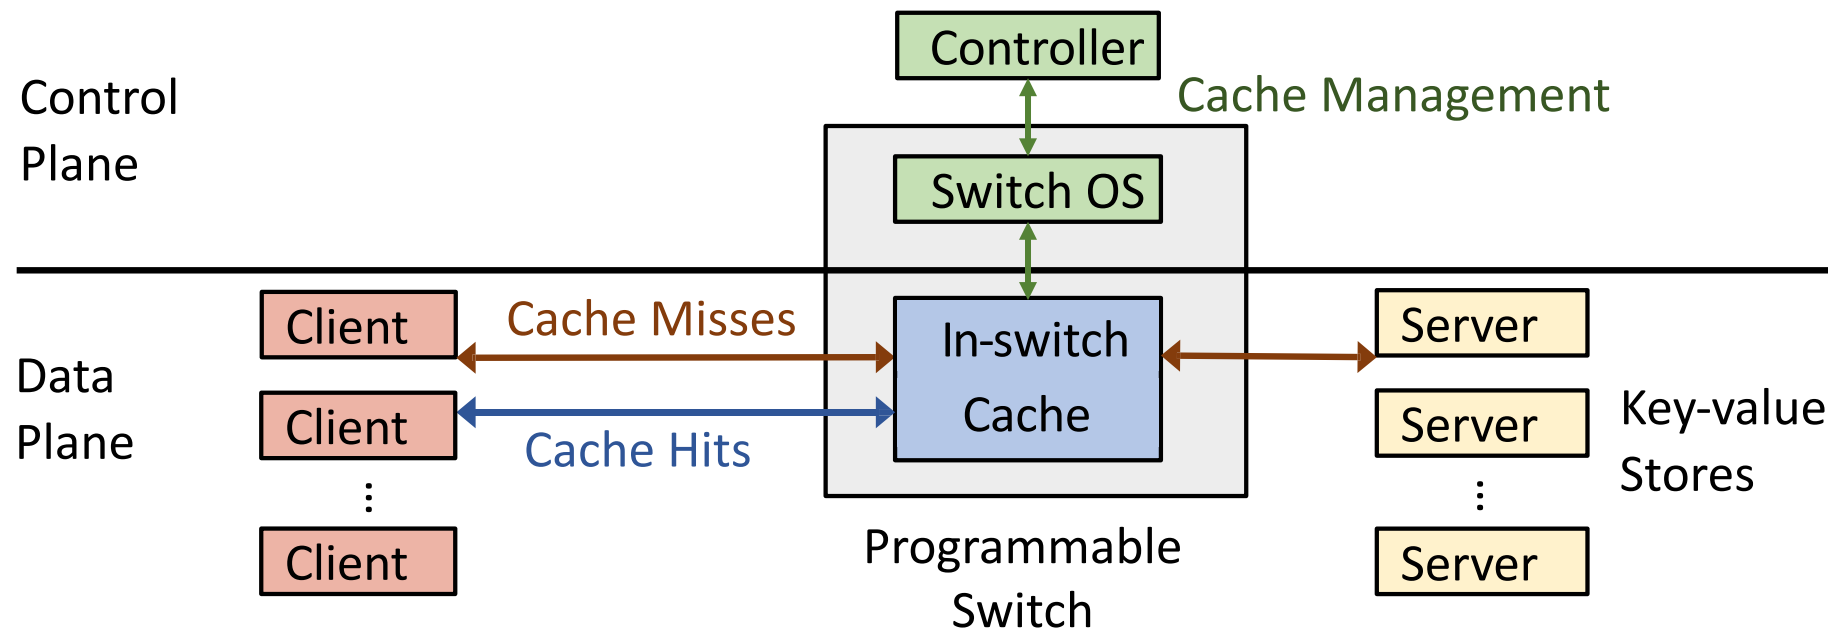 Controller
Cache Management
Control
Plane
Switch OS
Client
Cache Misses
In-switch
Server
Data
Plane
Client
Cache Hits
Cache
Server
Key-value
Stores
...
...
Client
Server
Programmable
Switch